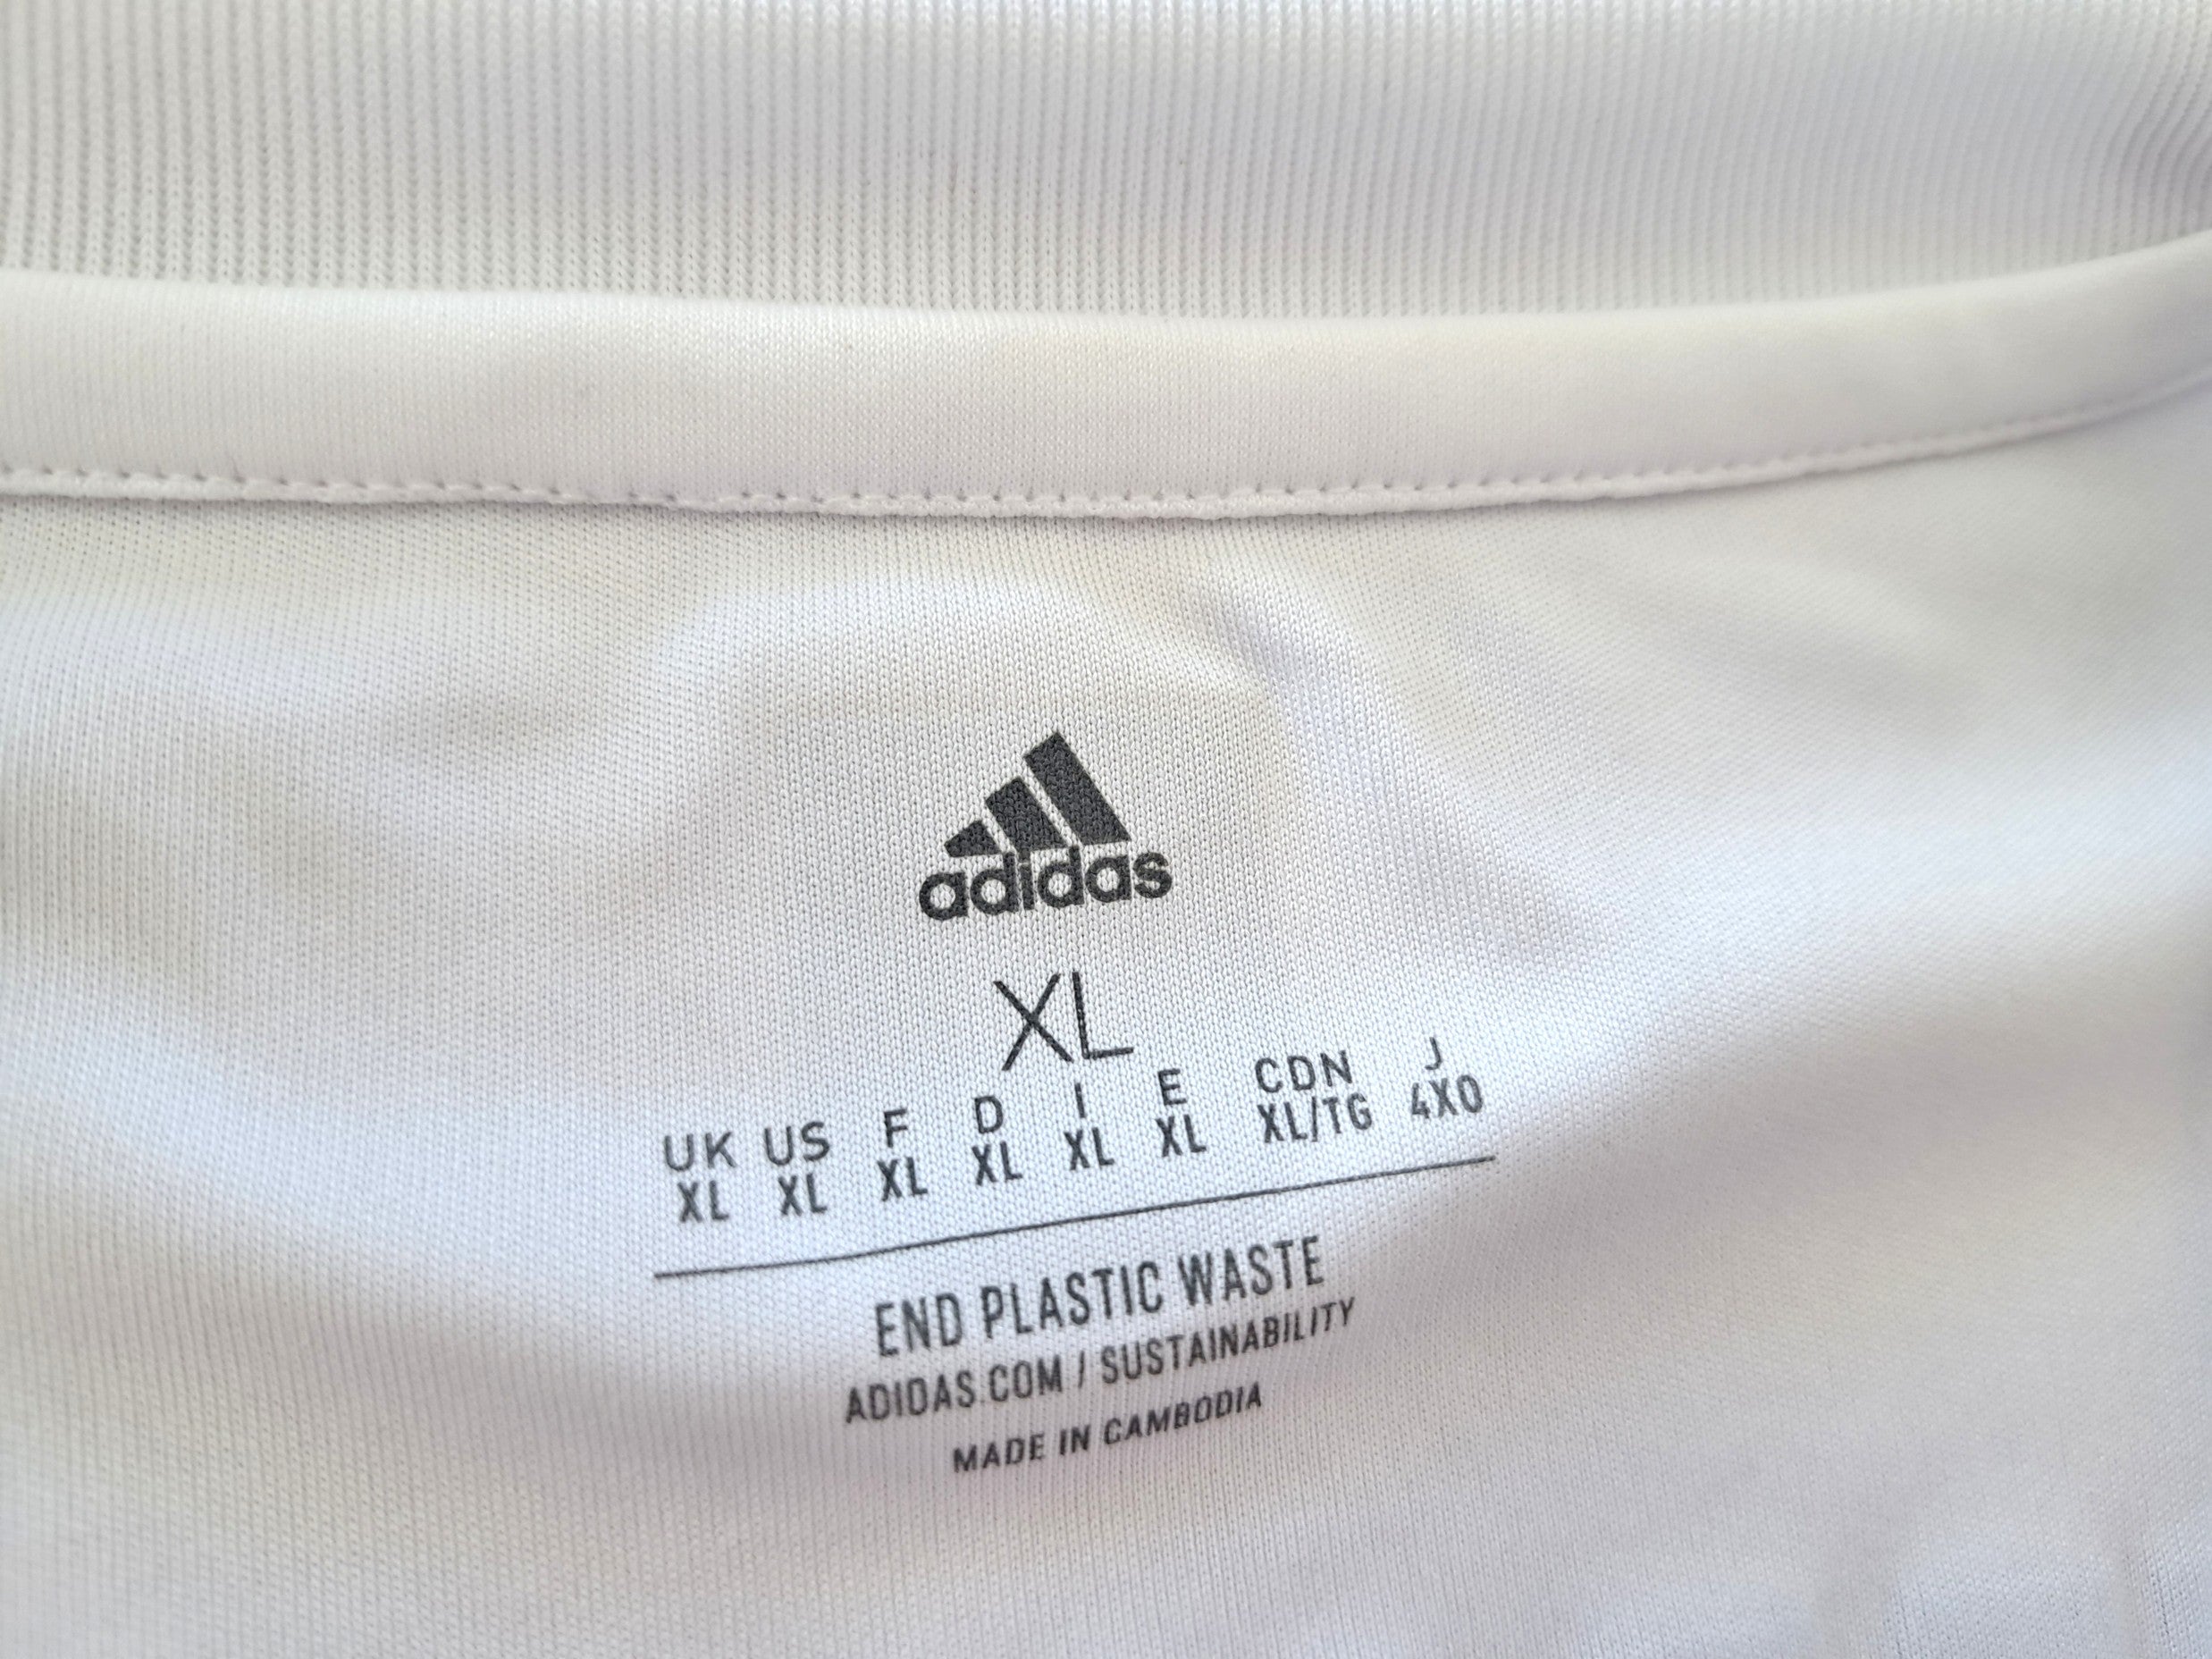 adidas
XL
UK US F D I E CDN J
XL XL XL XL XL XL XL/TG 4XO
END PLASTIC WASTE
ADIDAS.COM / SUSTAINABILITY
MADE IN CAMBODIA